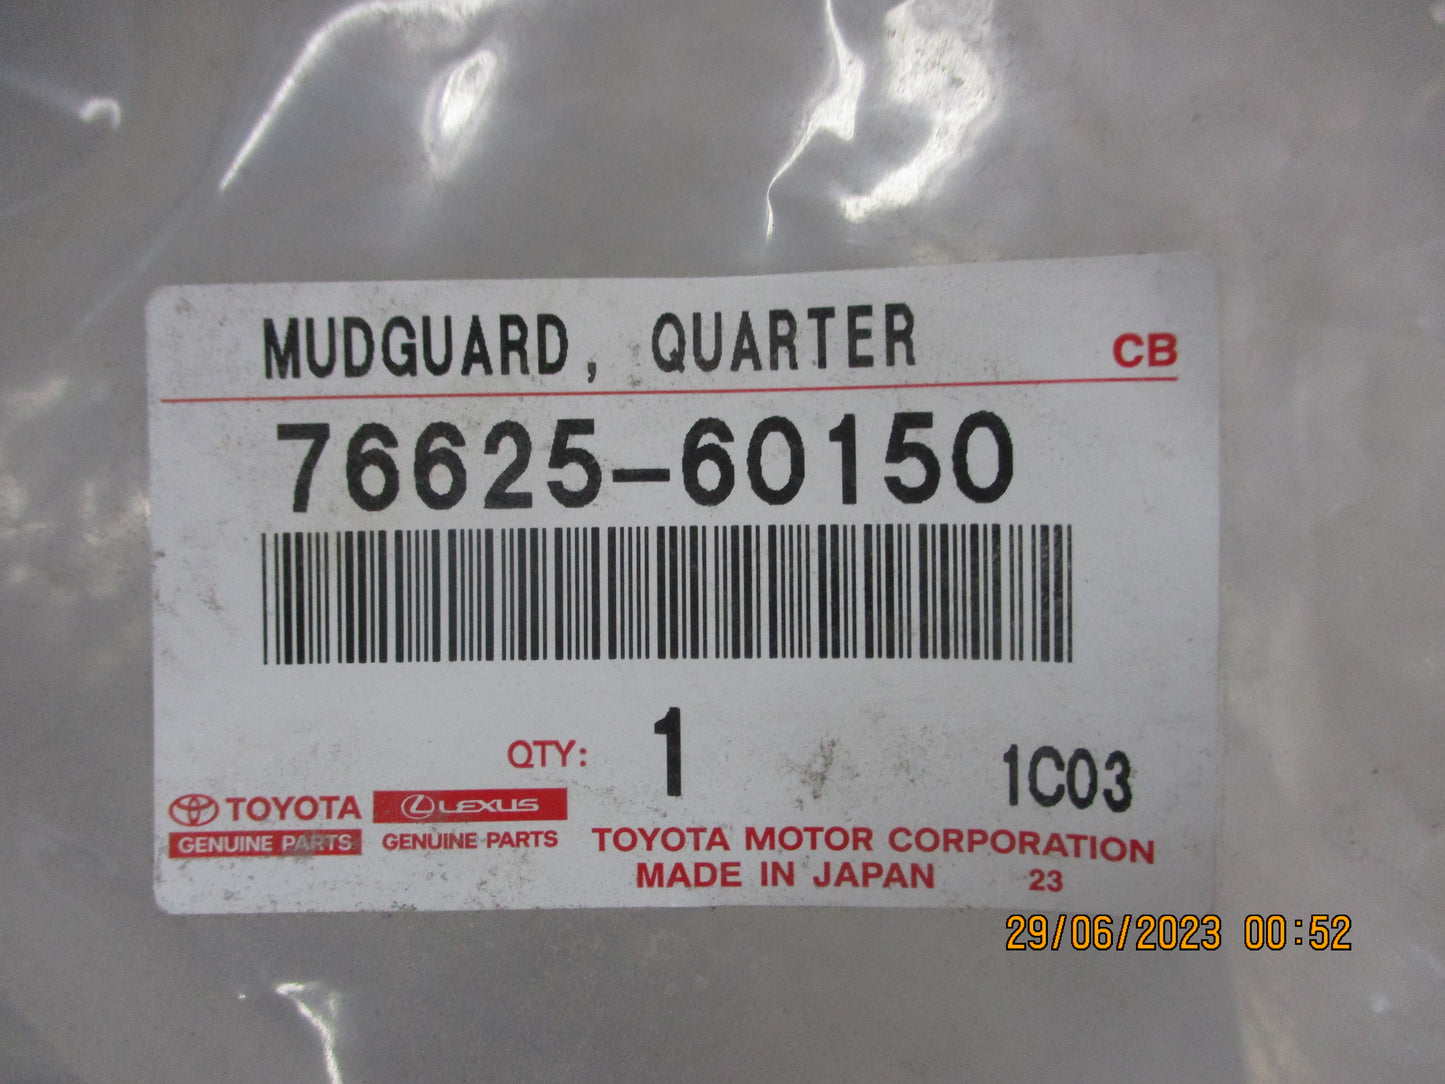 MUDGUARD, QUARTER
CB
76625-60150
QTY: 1
1C03
TOYOTA
GENUINE PARTS
LEXUS
GENUINE PARTS
TOYOTA MOTOR CORPORATION
MADE IN JAPAN 23
29/06/2023 00:52